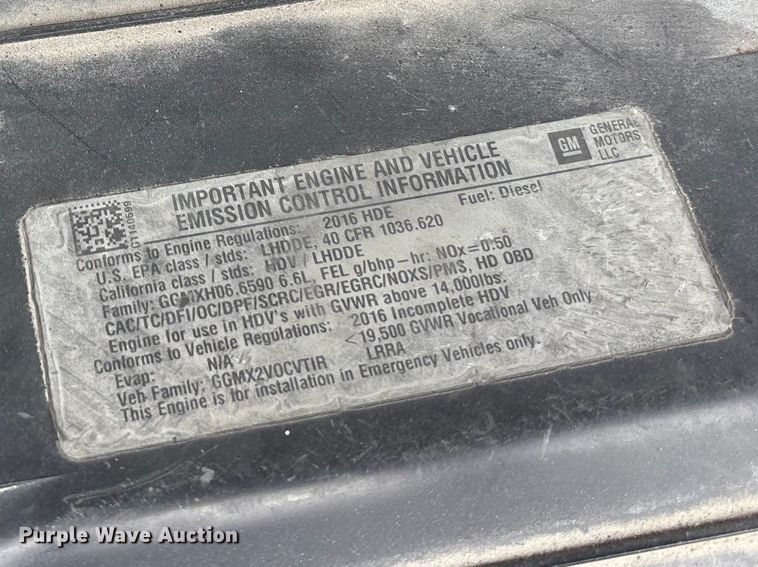 GM GENERAL MOTORS LLC
IMPORTANT ENGINE AND VEHICLE
EMISSION CONTROL INFORMATION
G1140599
Conforms to Engine Regulations: 2016 HDE Fuel: Diesel
U.S. EPA class / stds: LHDDE, 40 CFR 1036.620
California class / stds: HDV / LHDDE
Family: GGMXH06.6590 6.6L, FEL g/bhp-hr: NOx=0.50
CAC/TC/DFI/OC/DPF/SCRC/EGR/EGRC/NOXS/PMS, HD OBD
Engine for use in HDV's with GVWR above 14,000lbs.
Conforms to Vehicle Regulations: 2016 Incomplete HDV
<19,500 GVWR Vocational Veh Only
Evap: N/A LRRA
Veh Family: GGMX2VOCVTIR
This Engine is for installation in Emergency Vehicles only.
Purple Wave Auction